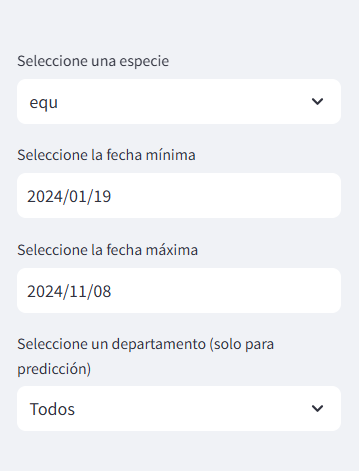 Seleccione una especie
equ
Seleccione la fecha mínima
2024/01/19
Seleccione la fecha máxima
2024/11/08
Seleccione un departamento (solo para
predicción)
Todos